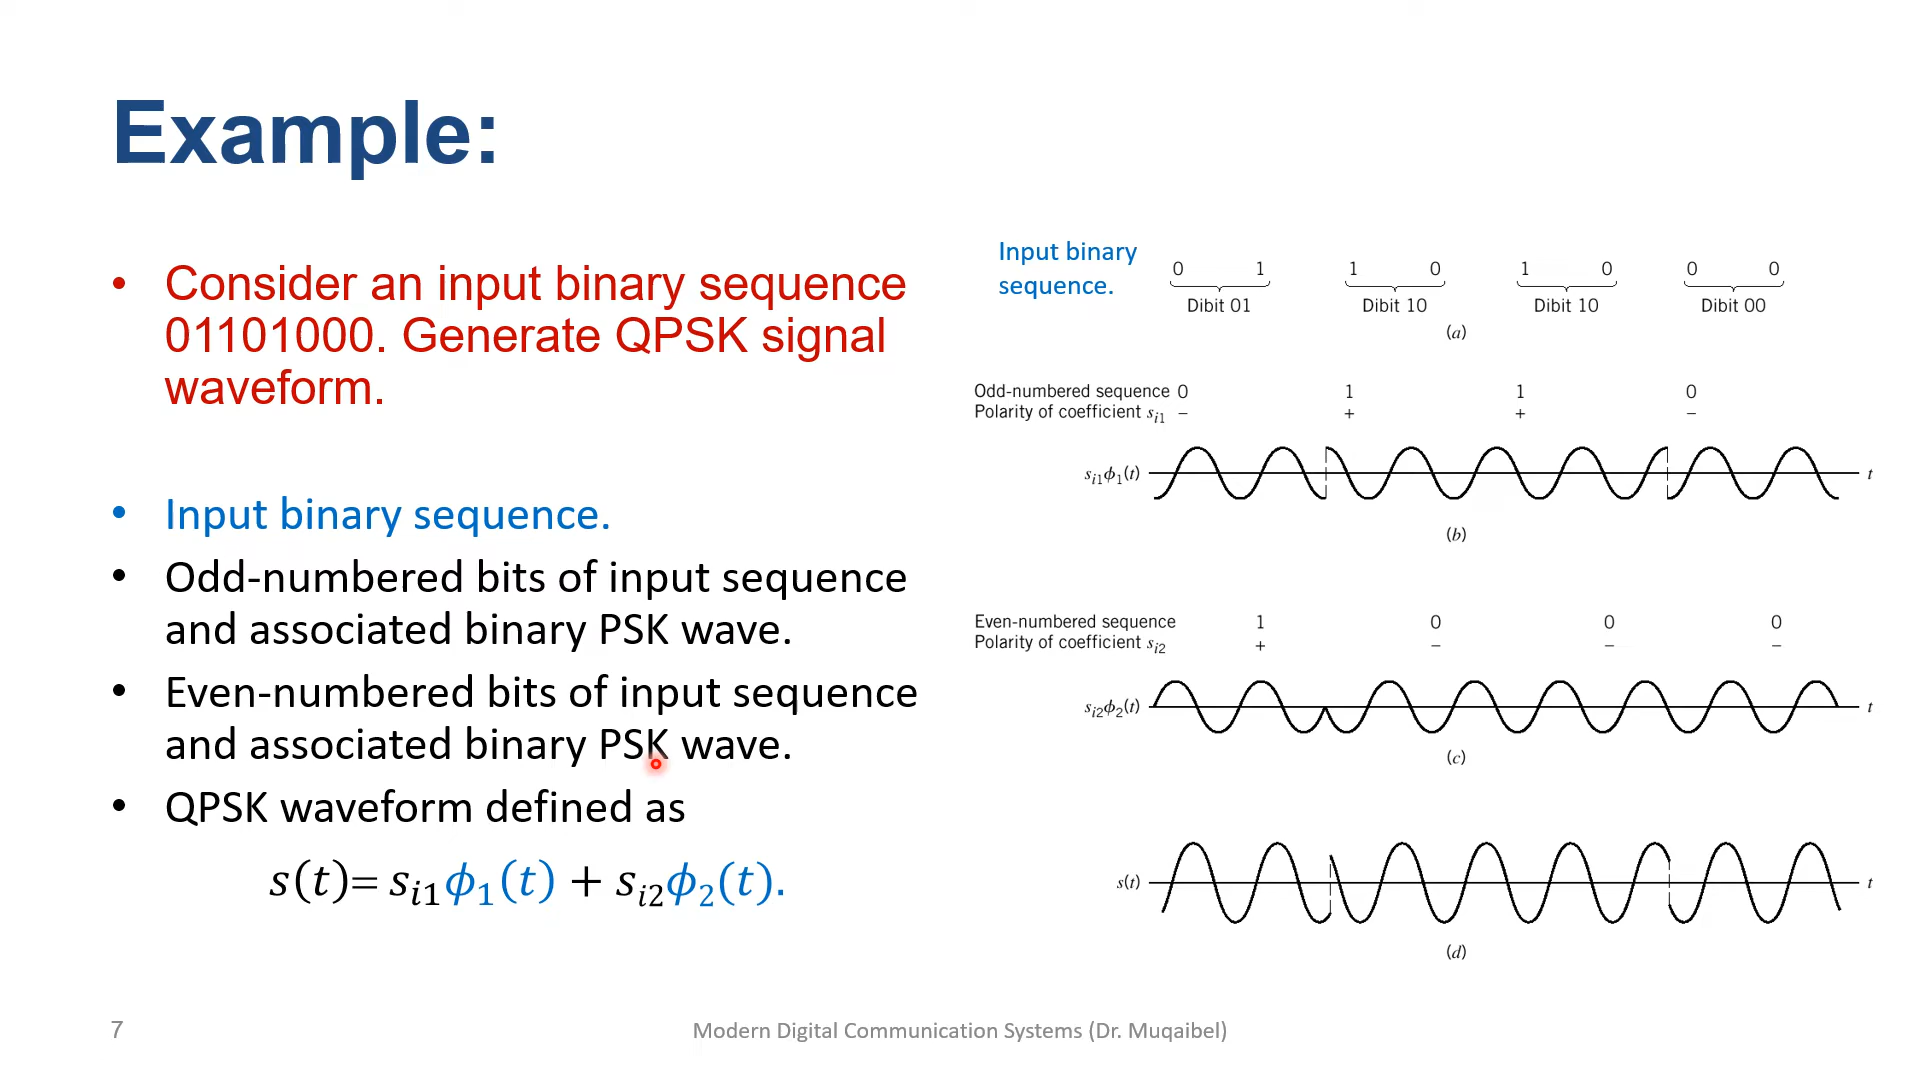 Example:
• Consider an input binary sequence
01101000. Generate QPSK signal
waveform.
• Input binary sequence.
• Odd-numbered bits of input sequence
and associated binary PSK wave.
• Even-numbered bits of input sequence
and associated binary PSK wave.
• QPSK waveform defined as
s(t)= sᵢ₁ϕ₁(t) + sᵢ₂ϕ₂(t).
Input binary
sequence.
0 1 1 0 1 0 0 0
Dibit 01 Dibit 10 Dibit 10 Dibit 00
(a)
Odd-numbered sequence 0 1 1 0
Polarity of coefficient sᵢ₁ − + + −
sᵢ₁ϕ₁(t) t
(b)
Even-numbered sequence 1 0 0 0
Polarity of coefficient sᵢ₂ + − − −
sᵢ₂ϕ₂(t) t
(c)
s(t) t
(d)
7 Modern Digital Communication Systems (Dr. Muqaibel)